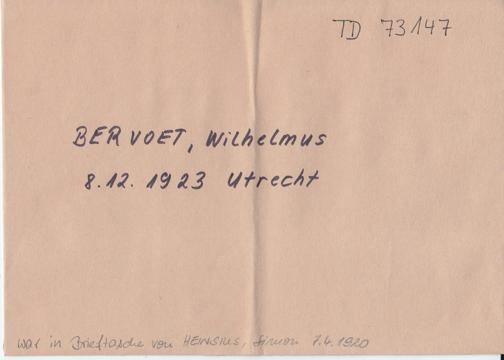 TD 73147
BERVOET, Wilhelmus
8.12.1923 Utrecht
war in Brieftasche von HEINSIUS, Simon 7.4.1920